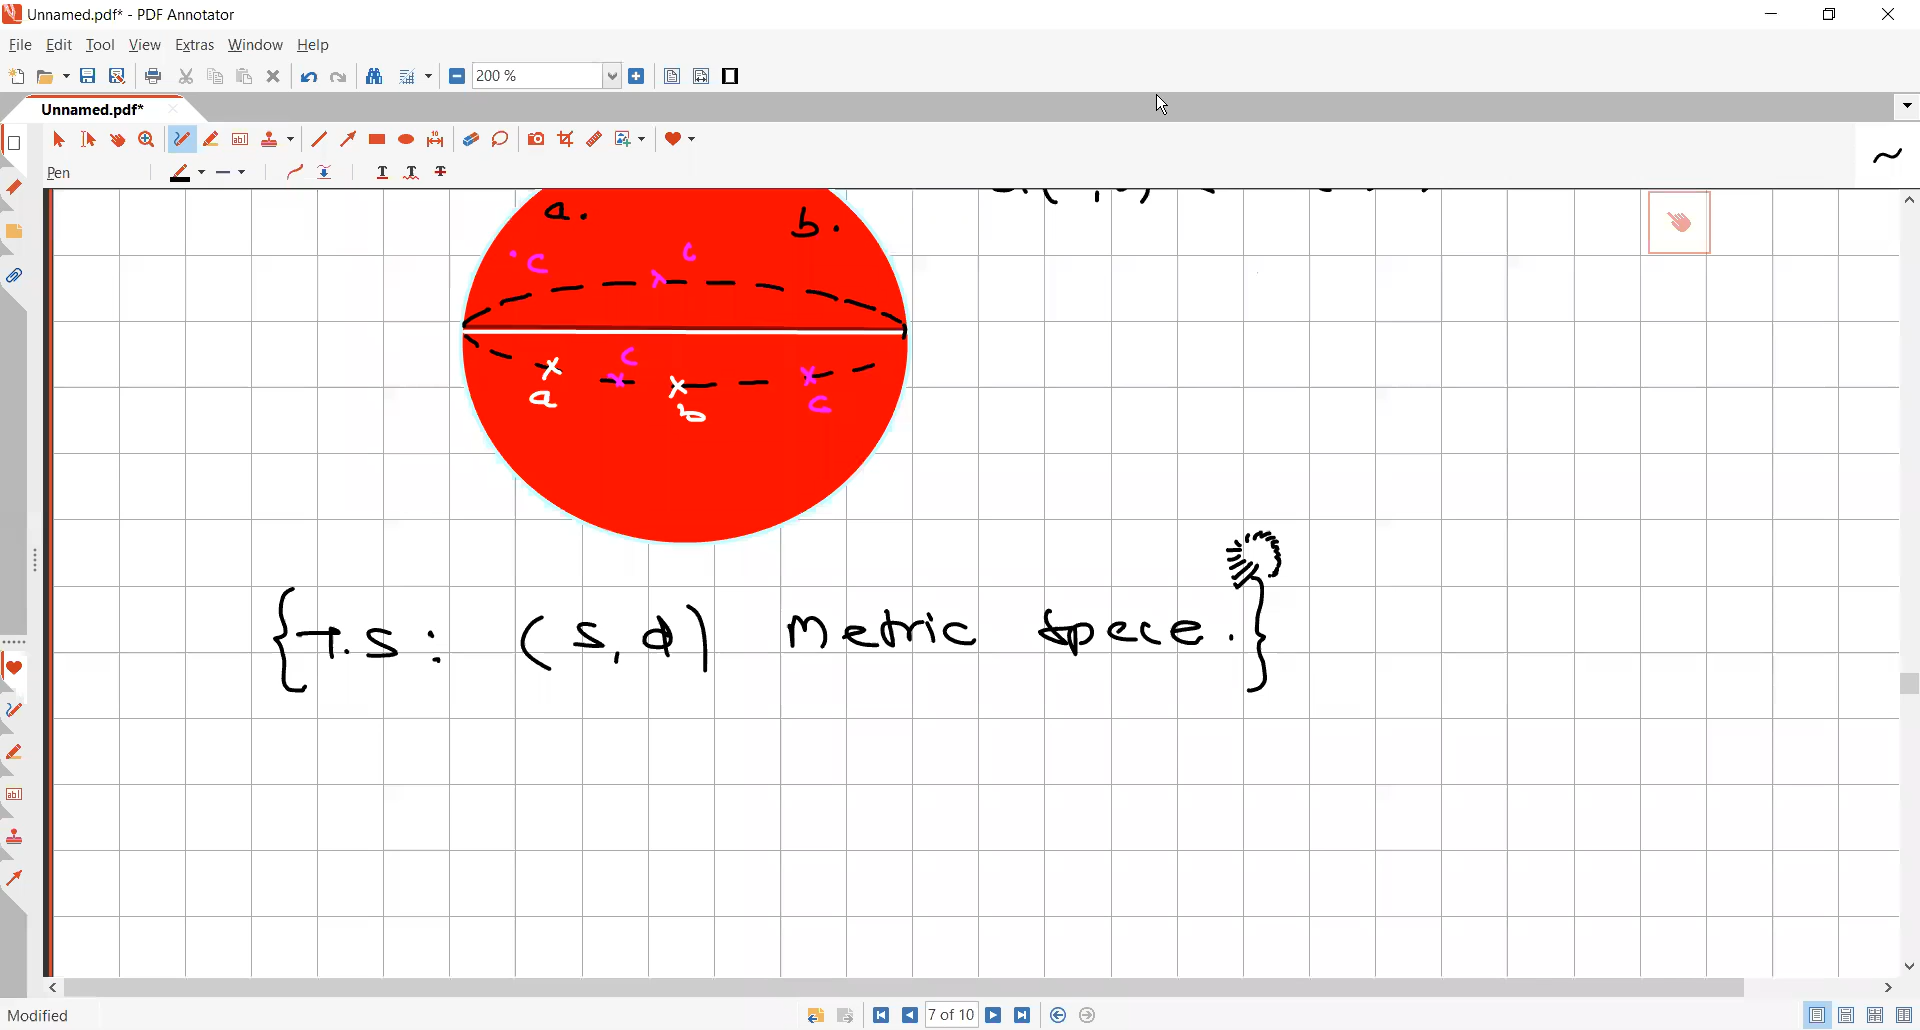 Unnamed.pdf* - PDF Annotator
File Edit Tool View Extras Window Help
200 %
Unnamed.pdf*
Pen
a.
b.
c
c
c
a
b
c
{T.S: (S, d) Metric Spece.}
Modified
7 of 10